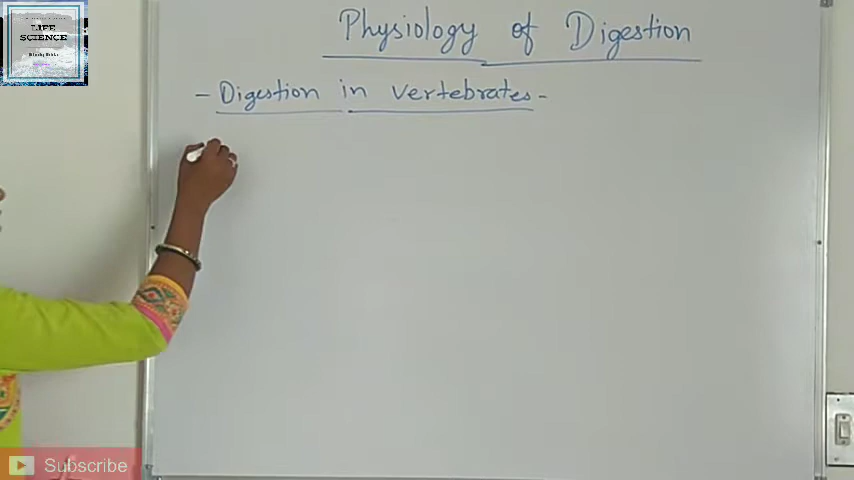 LIFE
SCIENCE
Physiology of Digestion
- Digestion in vertebrates -
Subscribe